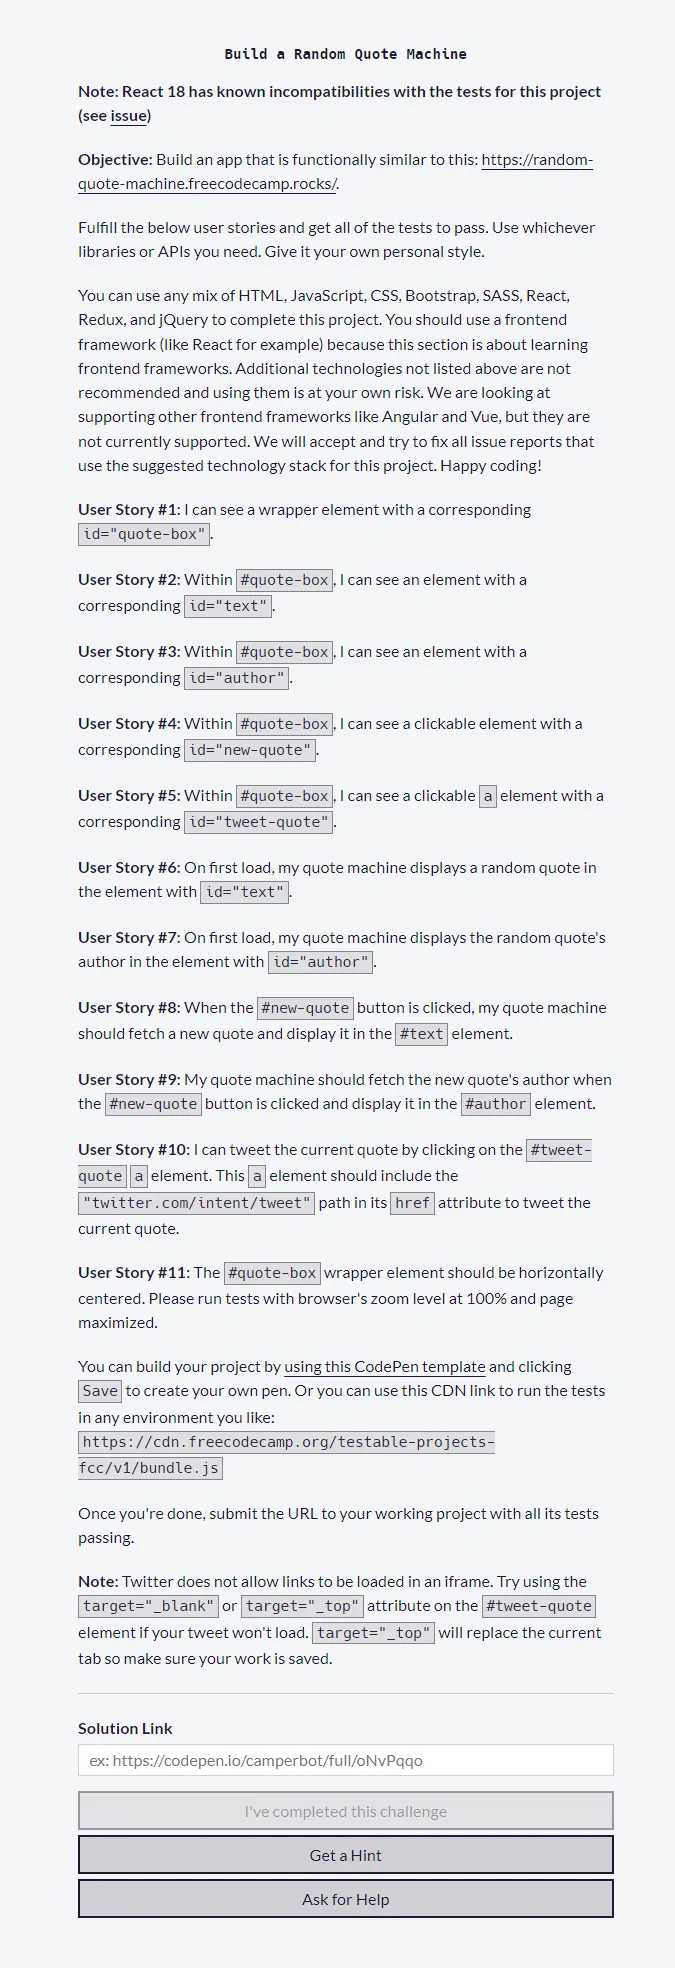 Build a Random Quote Machine
Note: React 18 has known incompatibilities with the tests for this project
(see issue)
Objective: Build an app that is functionally similar to this: https://random-
quote-machine.freecodecamp.rocks/.
Fulfill the below user stories and get all of the tests to pass. Use whichever
libraries or APIs you need. Give it your own personal style.
You can use any mix of HTML, JavaScript, CSS, Bootstrap, SASS, React,
Redux, and jQuery to complete this project. You should use a frontend
framework (like React for example) because this section is about learning
frontend frameworks. Additional technologies not listed above are not
recommended and using them is at your own risk. We are looking at
supporting other frontend frameworks like Angular and Vue, but they are
not currently supported. We will accept and try to fix all issue reports that
use the suggested technology stack for this project. Happy coding!
User Story #1: I can see a wrapper element with a corresponding
id="quote-box".
User Story #2: Within #quote-box, I can see an element with a
corresponding id="text".
User Story #3: Within #quote-box, I can see an element with a
corresponding id="author".
User Story #4: Within #quote-box, I can see a clickable element with a
corresponding id="new-quote".
User Story #5: Within #quote-box, I can see a clickable a element with a
corresponding id="tweet-quote".
User Story #6: On first load, my quote machine displays a random quote in
the element with id="text".
User Story #7: On first load, my quote machine displays the random quote's
author in the element with id="author".
User Story #8: When the #new-quote button is clicked, my quote machine
should fetch a new quote and display it in the #text element.
User Story #9: My quote machine should fetch the new quote's author when
the #new-quote button is clicked and display it in the #author element.
User Story #10: I can tweet the current quote by clicking on the #tweet-
quote a element. This a element should include the
"twitter.com/intent/tweet" path in its href attribute to tweet the
current quote.
User Story #11: The #quote-box wrapper element should be horizontally
centered. Please run tests with browser's zoom level at 100% and page
maximized.
You can build your project by using this CodePen template and clicking
Save to create your own pen. Or you can use this CDN link to run the tests
in any environment you like:
https://cdn.freecodecamp.org/testable-projects-
fcc/v1/bundle.js
Once you're done, submit the URL to your working project with all its tests
passing.
Note: Twitter does not allow links to be loaded in an iframe. Try using the
target="_blank" or target="_top" attribute on the #tweet-quote
element if your tweet won't load. target="_top" will replace the current
tab so make sure your work is saved.
Solution Link
ex: https://codepen.io/camperbot/full/oNvPqqo
I've completed this challenge
Get a Hint
Ask for Help